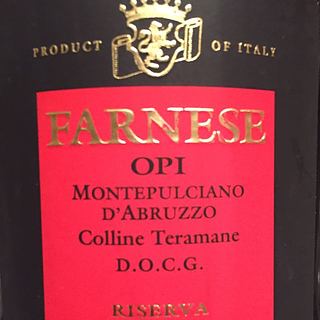 PRODUCT OF ITALY
FARNESE
OPI
MONTEPULCIANO
D'ABRUZZO
Colline Teramane
D.O.C.G.
RISERVA